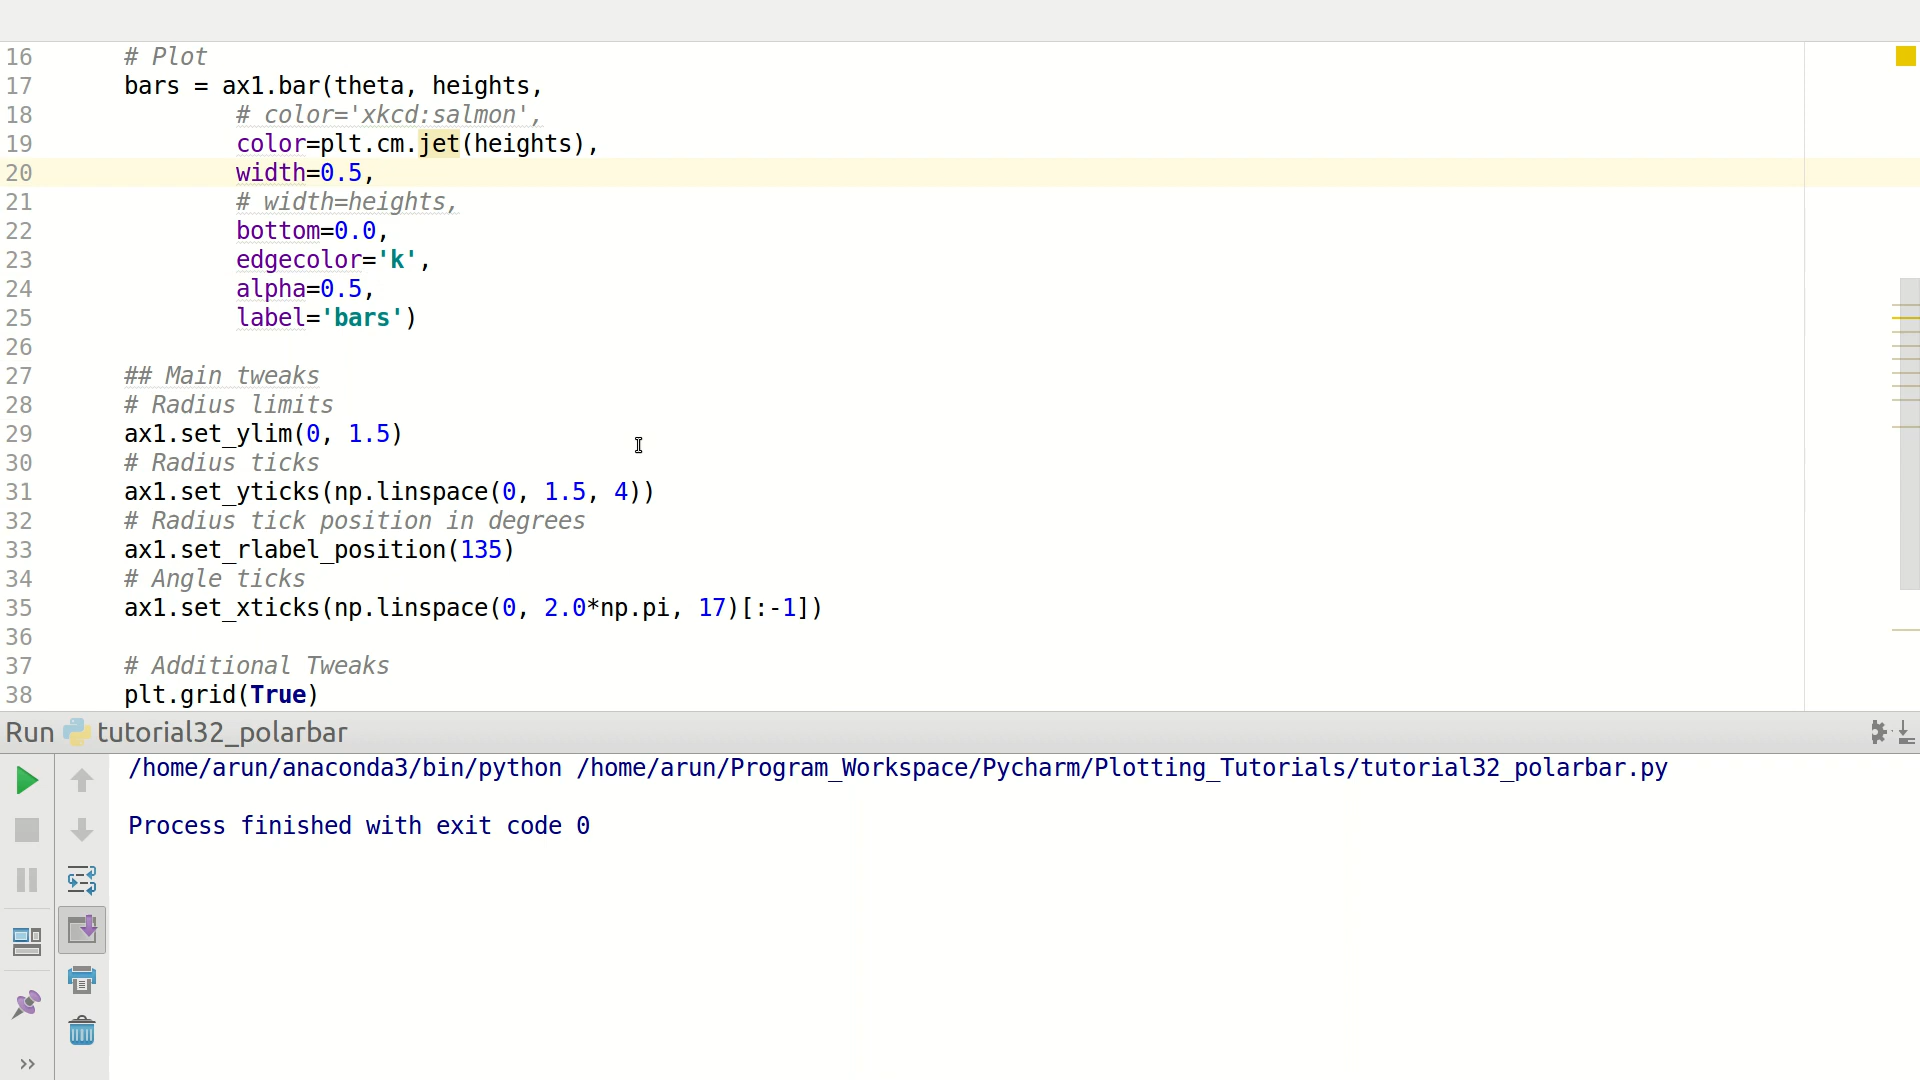 16 # Plot
17 bars = ax1.bar(theta, heights,
18 # color='xkcd:salmon',
19 color=plt.cm.jet(heights),
20 width=0.5,
21 # width=heights,
22 bottom=0.0,
23 edgecolor='k',
24 alpha=0.5,
25 label='bars')
26
27 ## Main tweaks
28 # Radius limits
29 ax1.set_ylim(0, 1.5)
30 # Radius ticks
31 ax1.set_yticks(np.linspace(0, 1.5, 4))
32 # Radius tick position in degrees
33 ax1.set_rlabel_position(135)
34 # Angle ticks
35 ax1.set_xticks(np.linspace(0, 2.0*np.pi, 17)[:-1])
36
37 # Additional Tweaks
38 plt.grid(True)
Run tutorial32_polarbar
/home/arun/anaconda3/bin/python /home/arun/Program_Workspace/Pycharm/Plotting_Tutorials/tutorial32_polarbar.py
Process finished with exit code 0